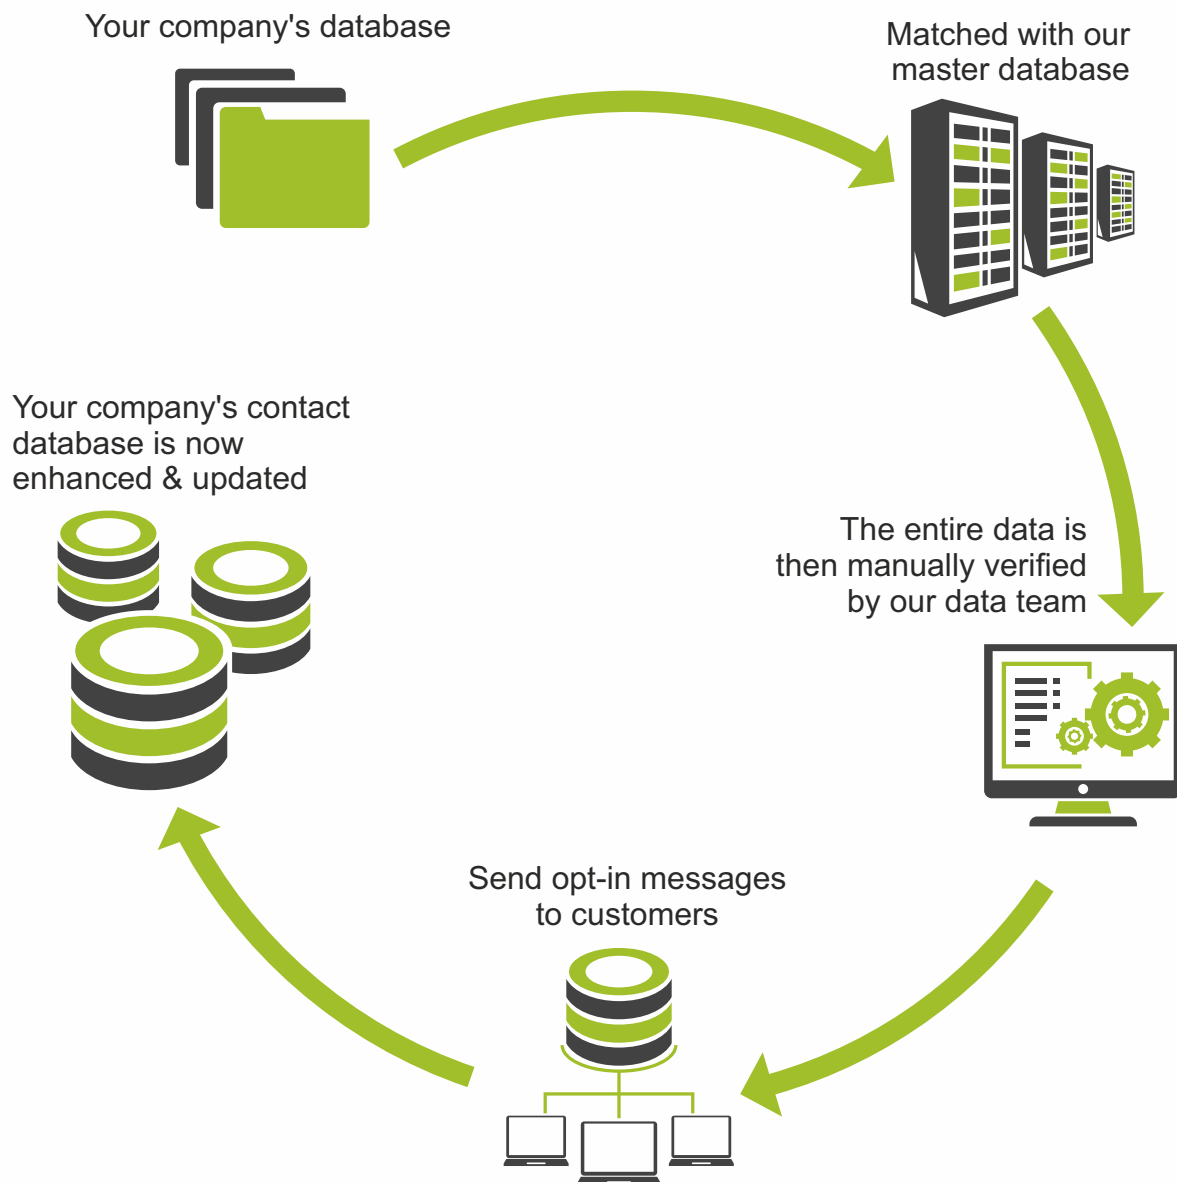 Your company's database
Matched with our
master database
The entire data is
then manually verified
by our data team
Send opt-in messages
to customers
Your company's contact
database is now
enhanced & updated